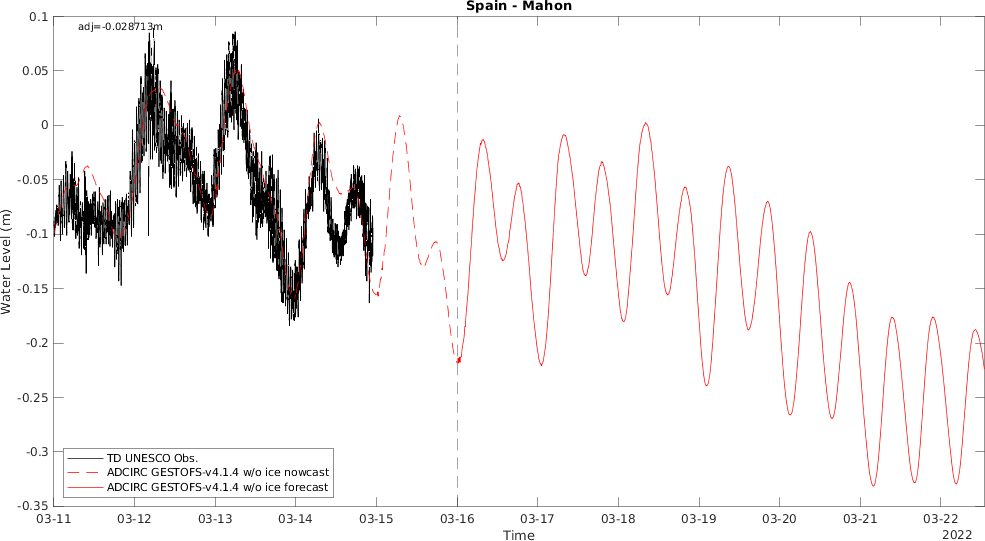 Spain - Mahon
adj=-0.028713m
0.1
0.05
0
-0.05
-0.1
-0.15
-0.2
-0.25
-0.3
-0.35
Water Level (m)
TD UNESCO Obs.
ADCIRC GESTOFS-v4.1.4 w/o ice nowcast
ADCIRC GESTOFS-v4.1.4 w/o ice forecast
03-11 03-12 03-13 03-14 03-15 03-16 03-17 03-18 03-19 03-20 03-21 03-22
Time
2022